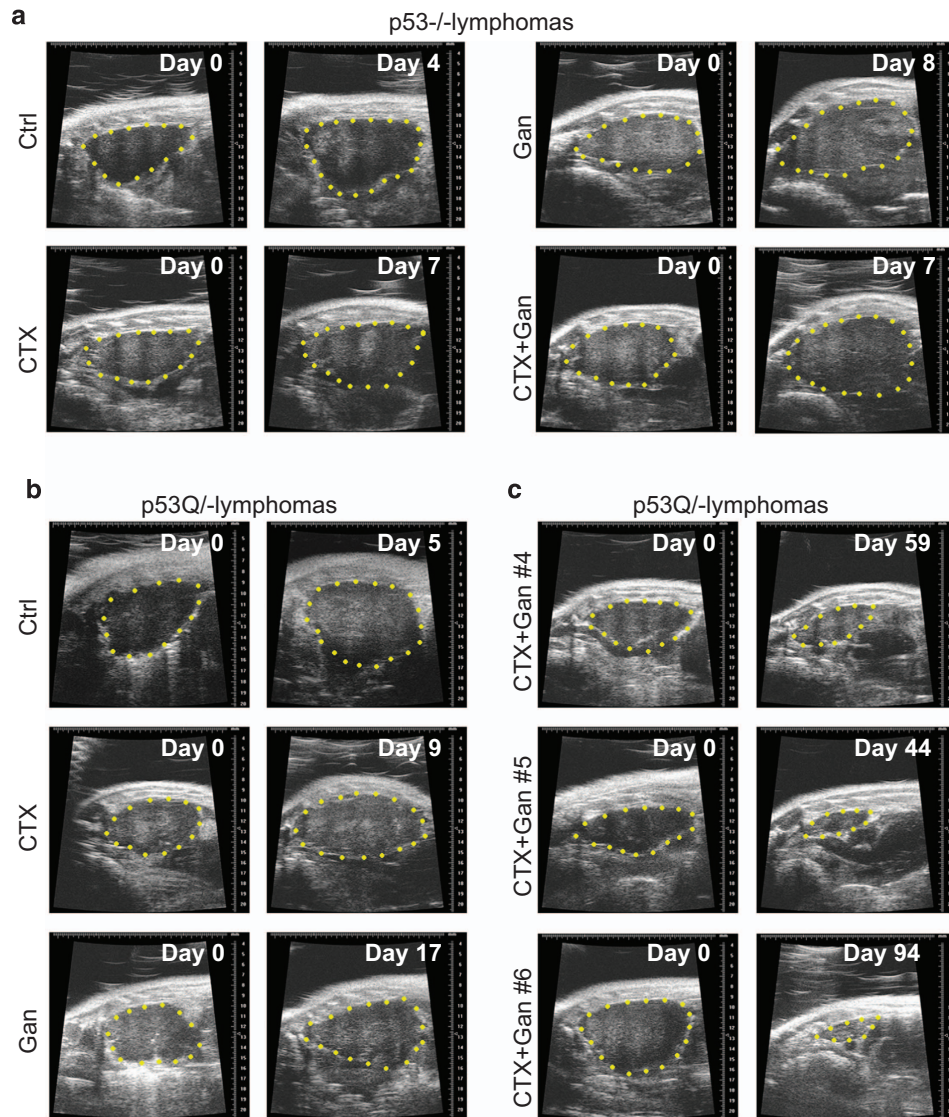 a
p53-/-lymphomas
Ctrl
Day 0
Day 4
Gan
Day 0
Day 8
CTX
Day 0
Day 7
CTX+Gan
Day 0
Day 7
b
p53Q/-lymphomas
Ctrl
Day 0
Day 5
CTX
Day 0
Day 9
Gan
Day 0
Day 17
c
p53Q/-lymphomas
CTX+Gan #4
Day 0
Day 59
CTX+Gan #5
Day 0
Day 44
CTX+Gan #6
Day 0
Day 94